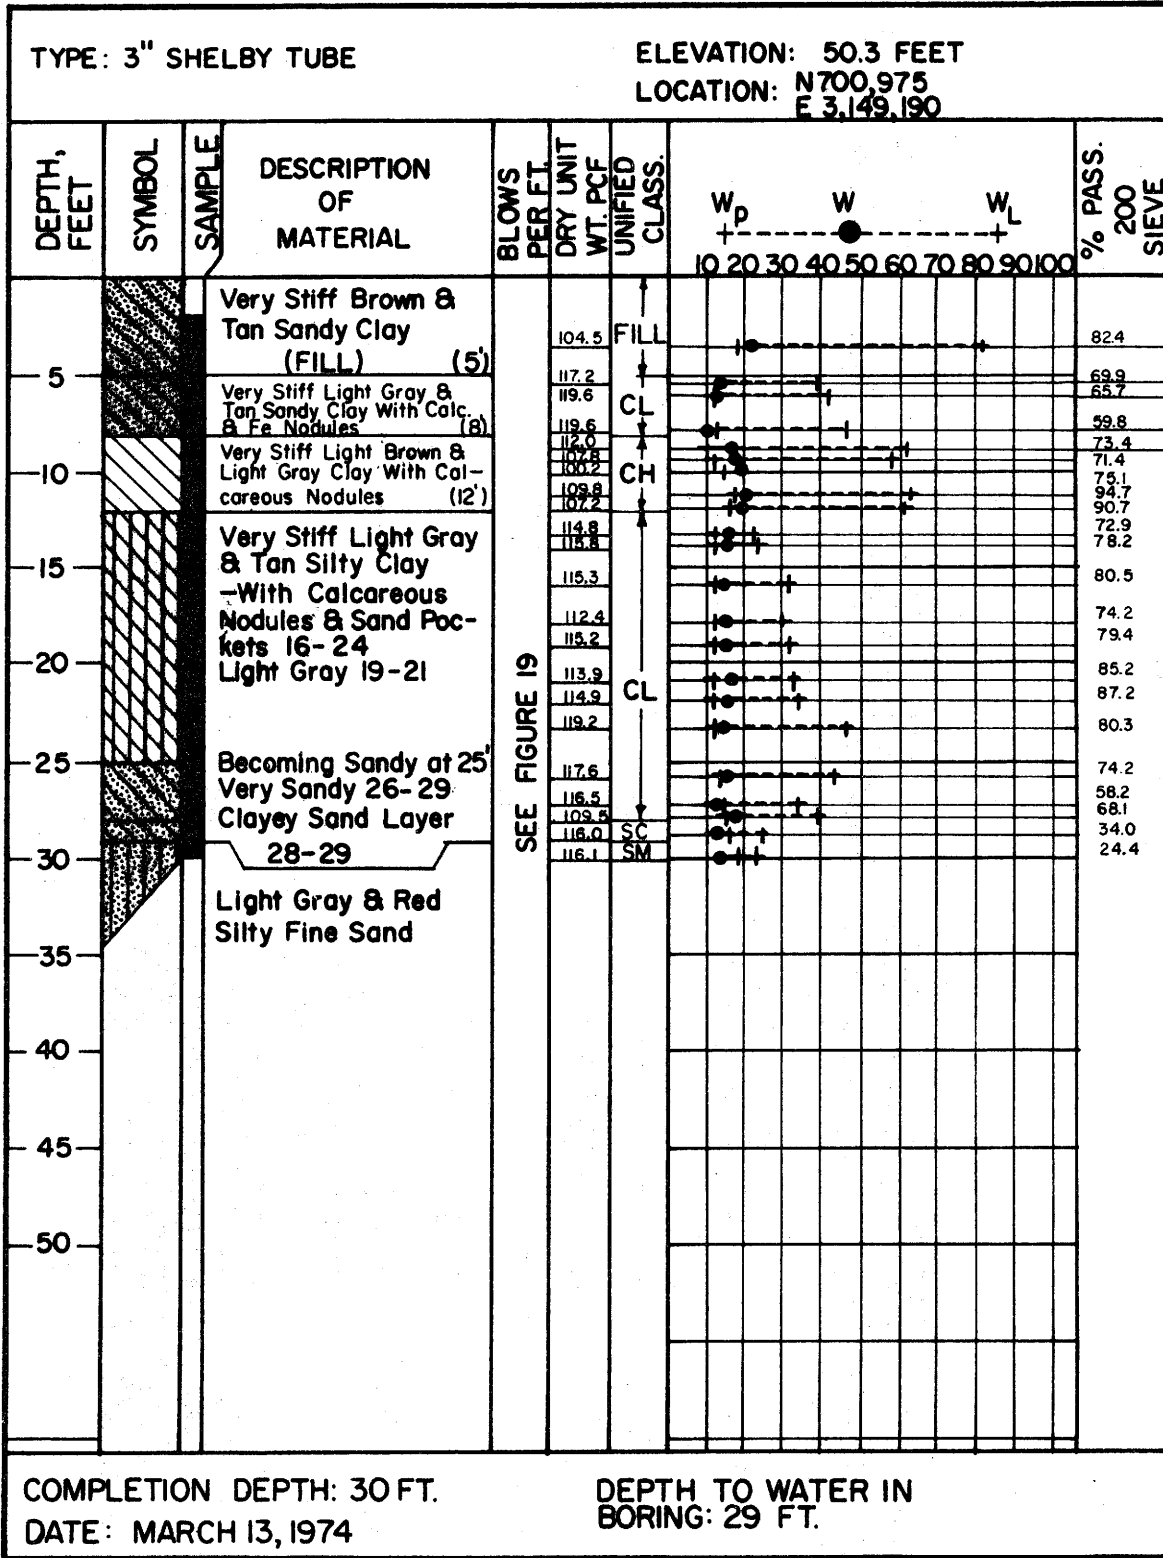 TYPE: 3" SHELBY TUBE
ELEVATION: 50.3 FEET
LOCATION: N 700,975
E 3,149,190
DEPTH, FEET
SYMBOL
SAMPLE
DESCRIPTION
OF
MATERIAL
BLOWS PER FT.
DRY UNIT WT. PCF
UNIFIED CLASS.
Wp W WL
10 20 30 40 50 60 70 80 90 100
% PASS. 200 SIEVE
Very Stiff Brown &
Tan Sandy Clay
(FILL) (5')
Very Stiff Light Gray &
Tan Sandy Clay With Calc.
& Fe Nodules (8)
Very Stiff Light Brown &
Light Gray Clay With Cal-
careous Nodules (12')
Very Stiff Light Gray
& Tan Silty Clay
-With Calcareous
Nodules & Sand Poc-
kets 16-24
Light Gray 19-21
Becoming Sandy at 25'
Very Sandy 26-29
Clayey Sand Layer
28-29
Light Gray & Red
Silty Fine Sand
5
10
15
20
25
30
35
40
45
50
SEE FIGURE 19
104.5
117.2
119.6
119.6
112.0
107.8
100.2
109.8
107.2
114.8
115.8
115.3
112.4
115.2
113.9
114.9
119.2
117.6
116.5
109.5
116.0
116.1
FILL
CL
CH
CL
SC
SM
82.4
69.9
65.7
59.8
73.4
71.4
75.1
94.7
90.7
72.9
78.2
80.5
74.2
79.4
85.2
87.2
80.3
74.2
58.2
68.1
34.0
24.4
COMPLETION DEPTH: 30 FT.
DATE: MARCH 13, 1974
DEPTH TO WATER IN
BORING: 29 FT.